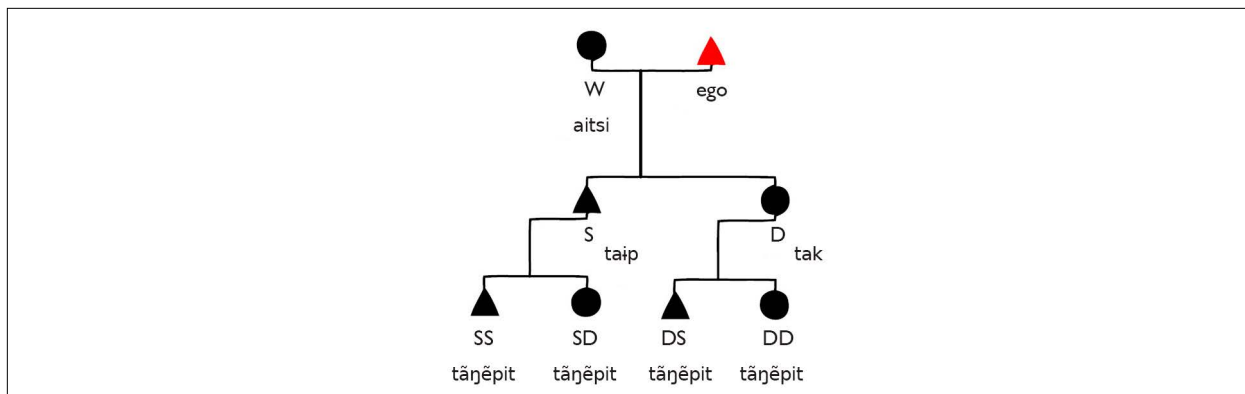 W ego
aitsi
S D
taɨp tak
SS SD DS DD
tãŋẽpit tãŋẽpit tãŋẽpit tãŋẽpit